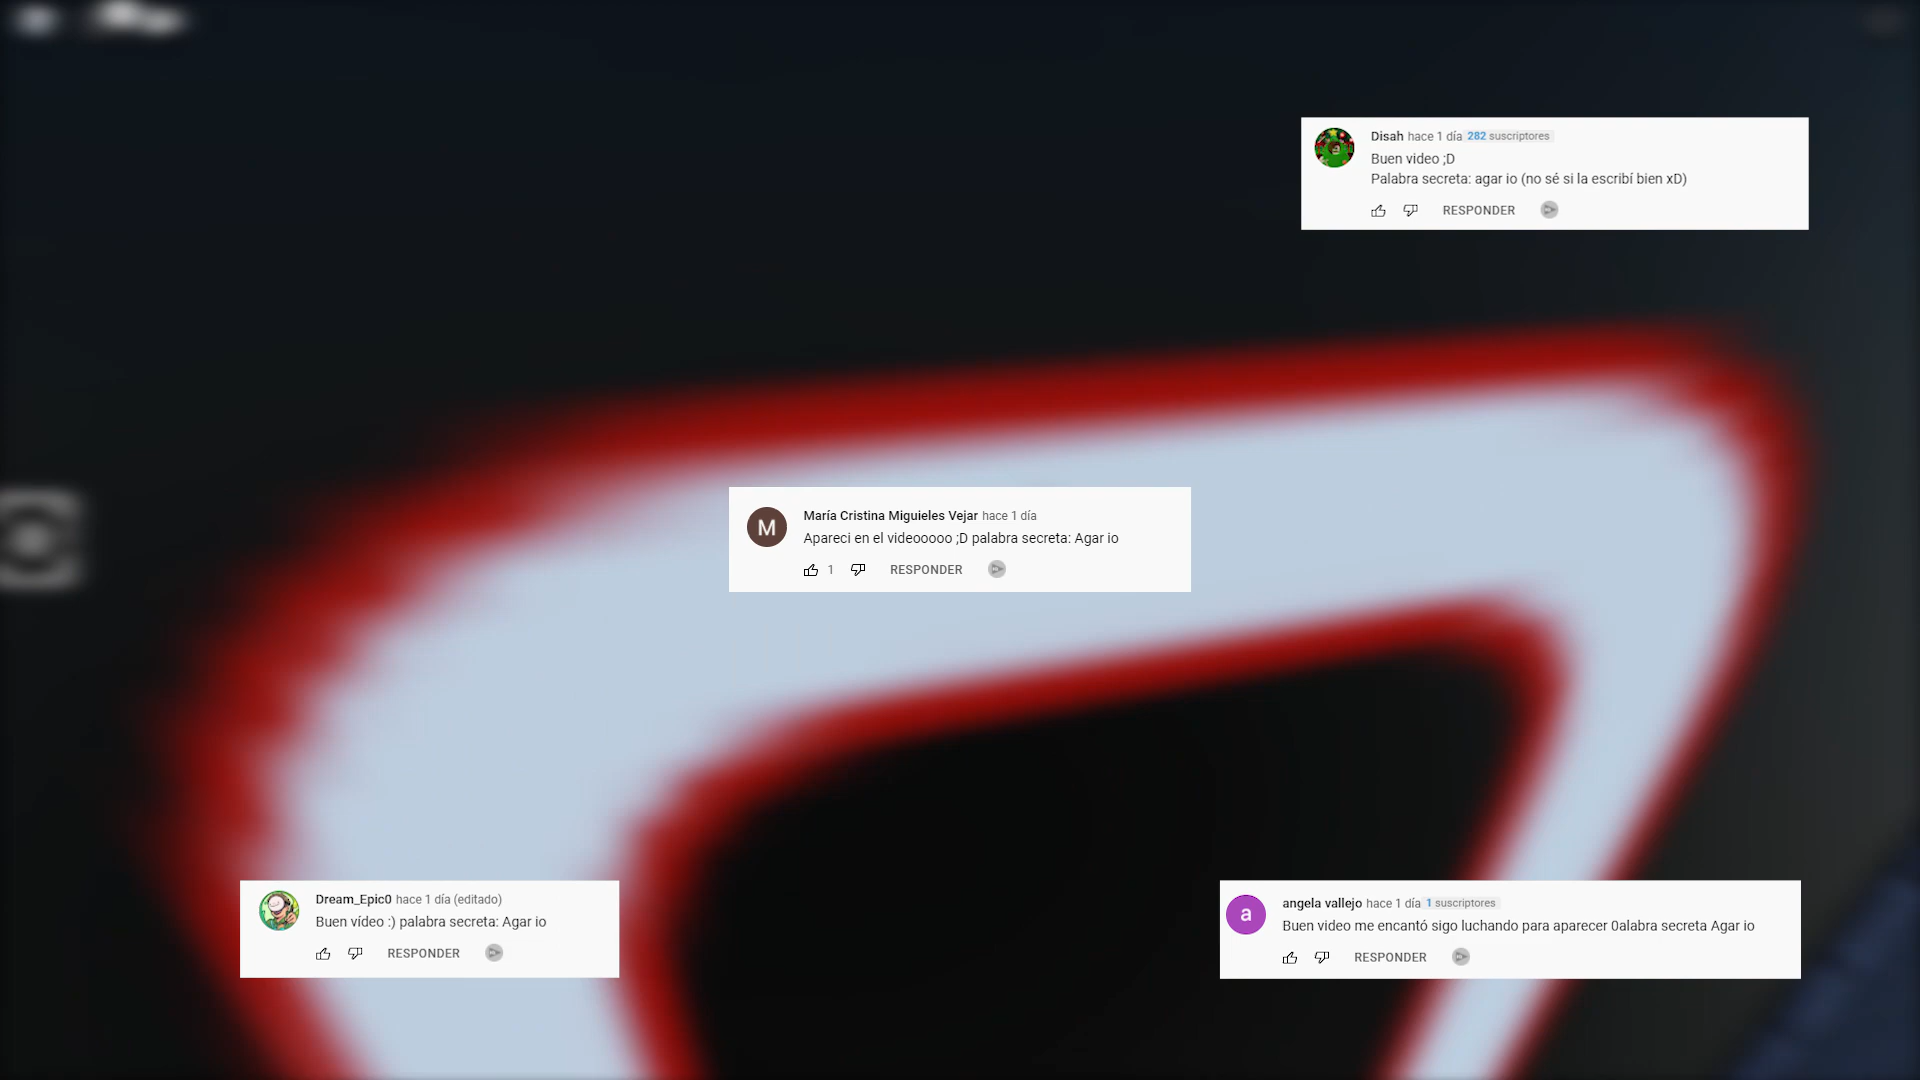 Disah hace 1 día 282 suscriptores
Buen video ;D
Palabra secreta: agar io (no sé si la escribí bien xD)
RESPONDER
M
María Cristina Miguieles Vejar hace 1 día
Apareci en el videooooo ;D palabra secreta: Agar io
1
RESPONDER
Dream_Epic0 hace 1 día (editado)
Buen vídeo :) palabra secreta: Agar io
RESPONDER
a
angela vallejo hace 1 día 1 suscriptores
Buen video me encantó sigo luchando para aparecer 0alabra secreta Agar io
RESPONDER